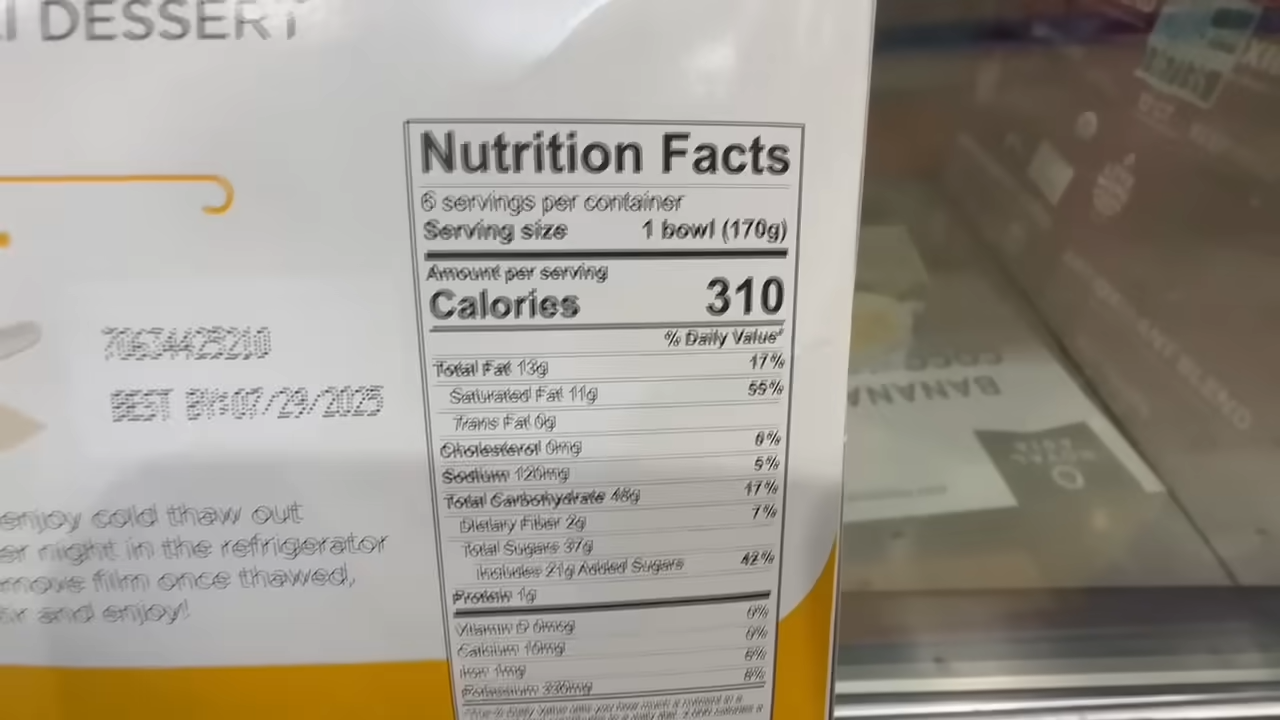 DESSERT
Nutrition Facts
6 servings per container
Serving size 1 bowl (170g)
Amount per serving
Calories 310
% Daily Value*
Total Fat 13g 17%
Saturated Fat 11g 55%
Trans Fat 0g
Cholesterol 0mg 0%
Sodium 120mg 5%
Total Carbohydrate 48g 17%
Dietary Fiber 2g 7%
Total Sugars 37g
Includes 21g Added Sugars 42%
Protein 1g
Vitamin D 0mcg 0%
Calcium 10mg 0%
Iron 1mg 6%
Potassium 330mg 8%
BEST BY:07/29/2025
enjoy cold thaw out
night in the refrigerator
film once thawed,
and enjoy!
BANANA